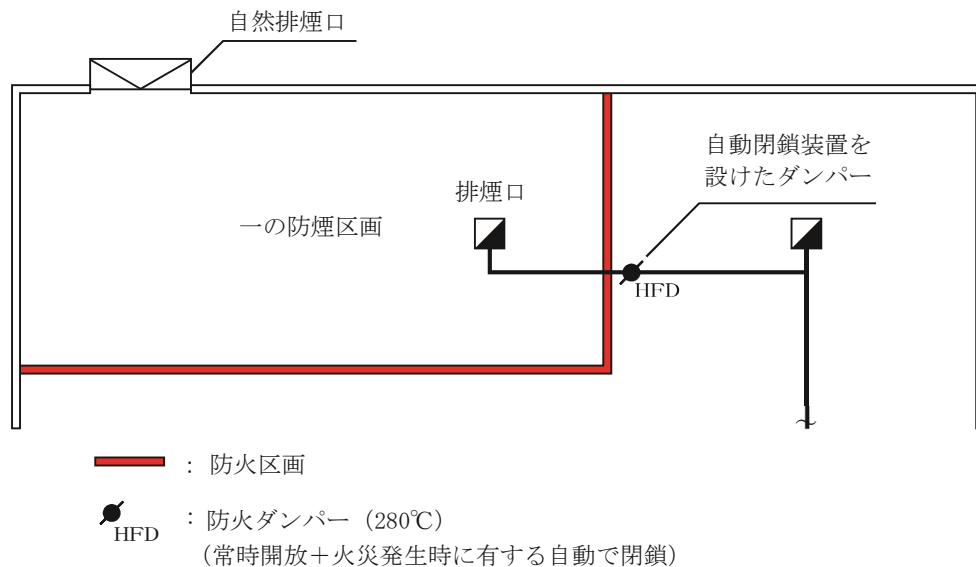 自然排煙口
自動閉鎖装置を
設けたダンパー
排煙口
一の防煙区画
HFD
：防火区画
HFD
：防火ダンパー（280℃）
（常時開放＋火災発生時に有する自動で閉鎖）